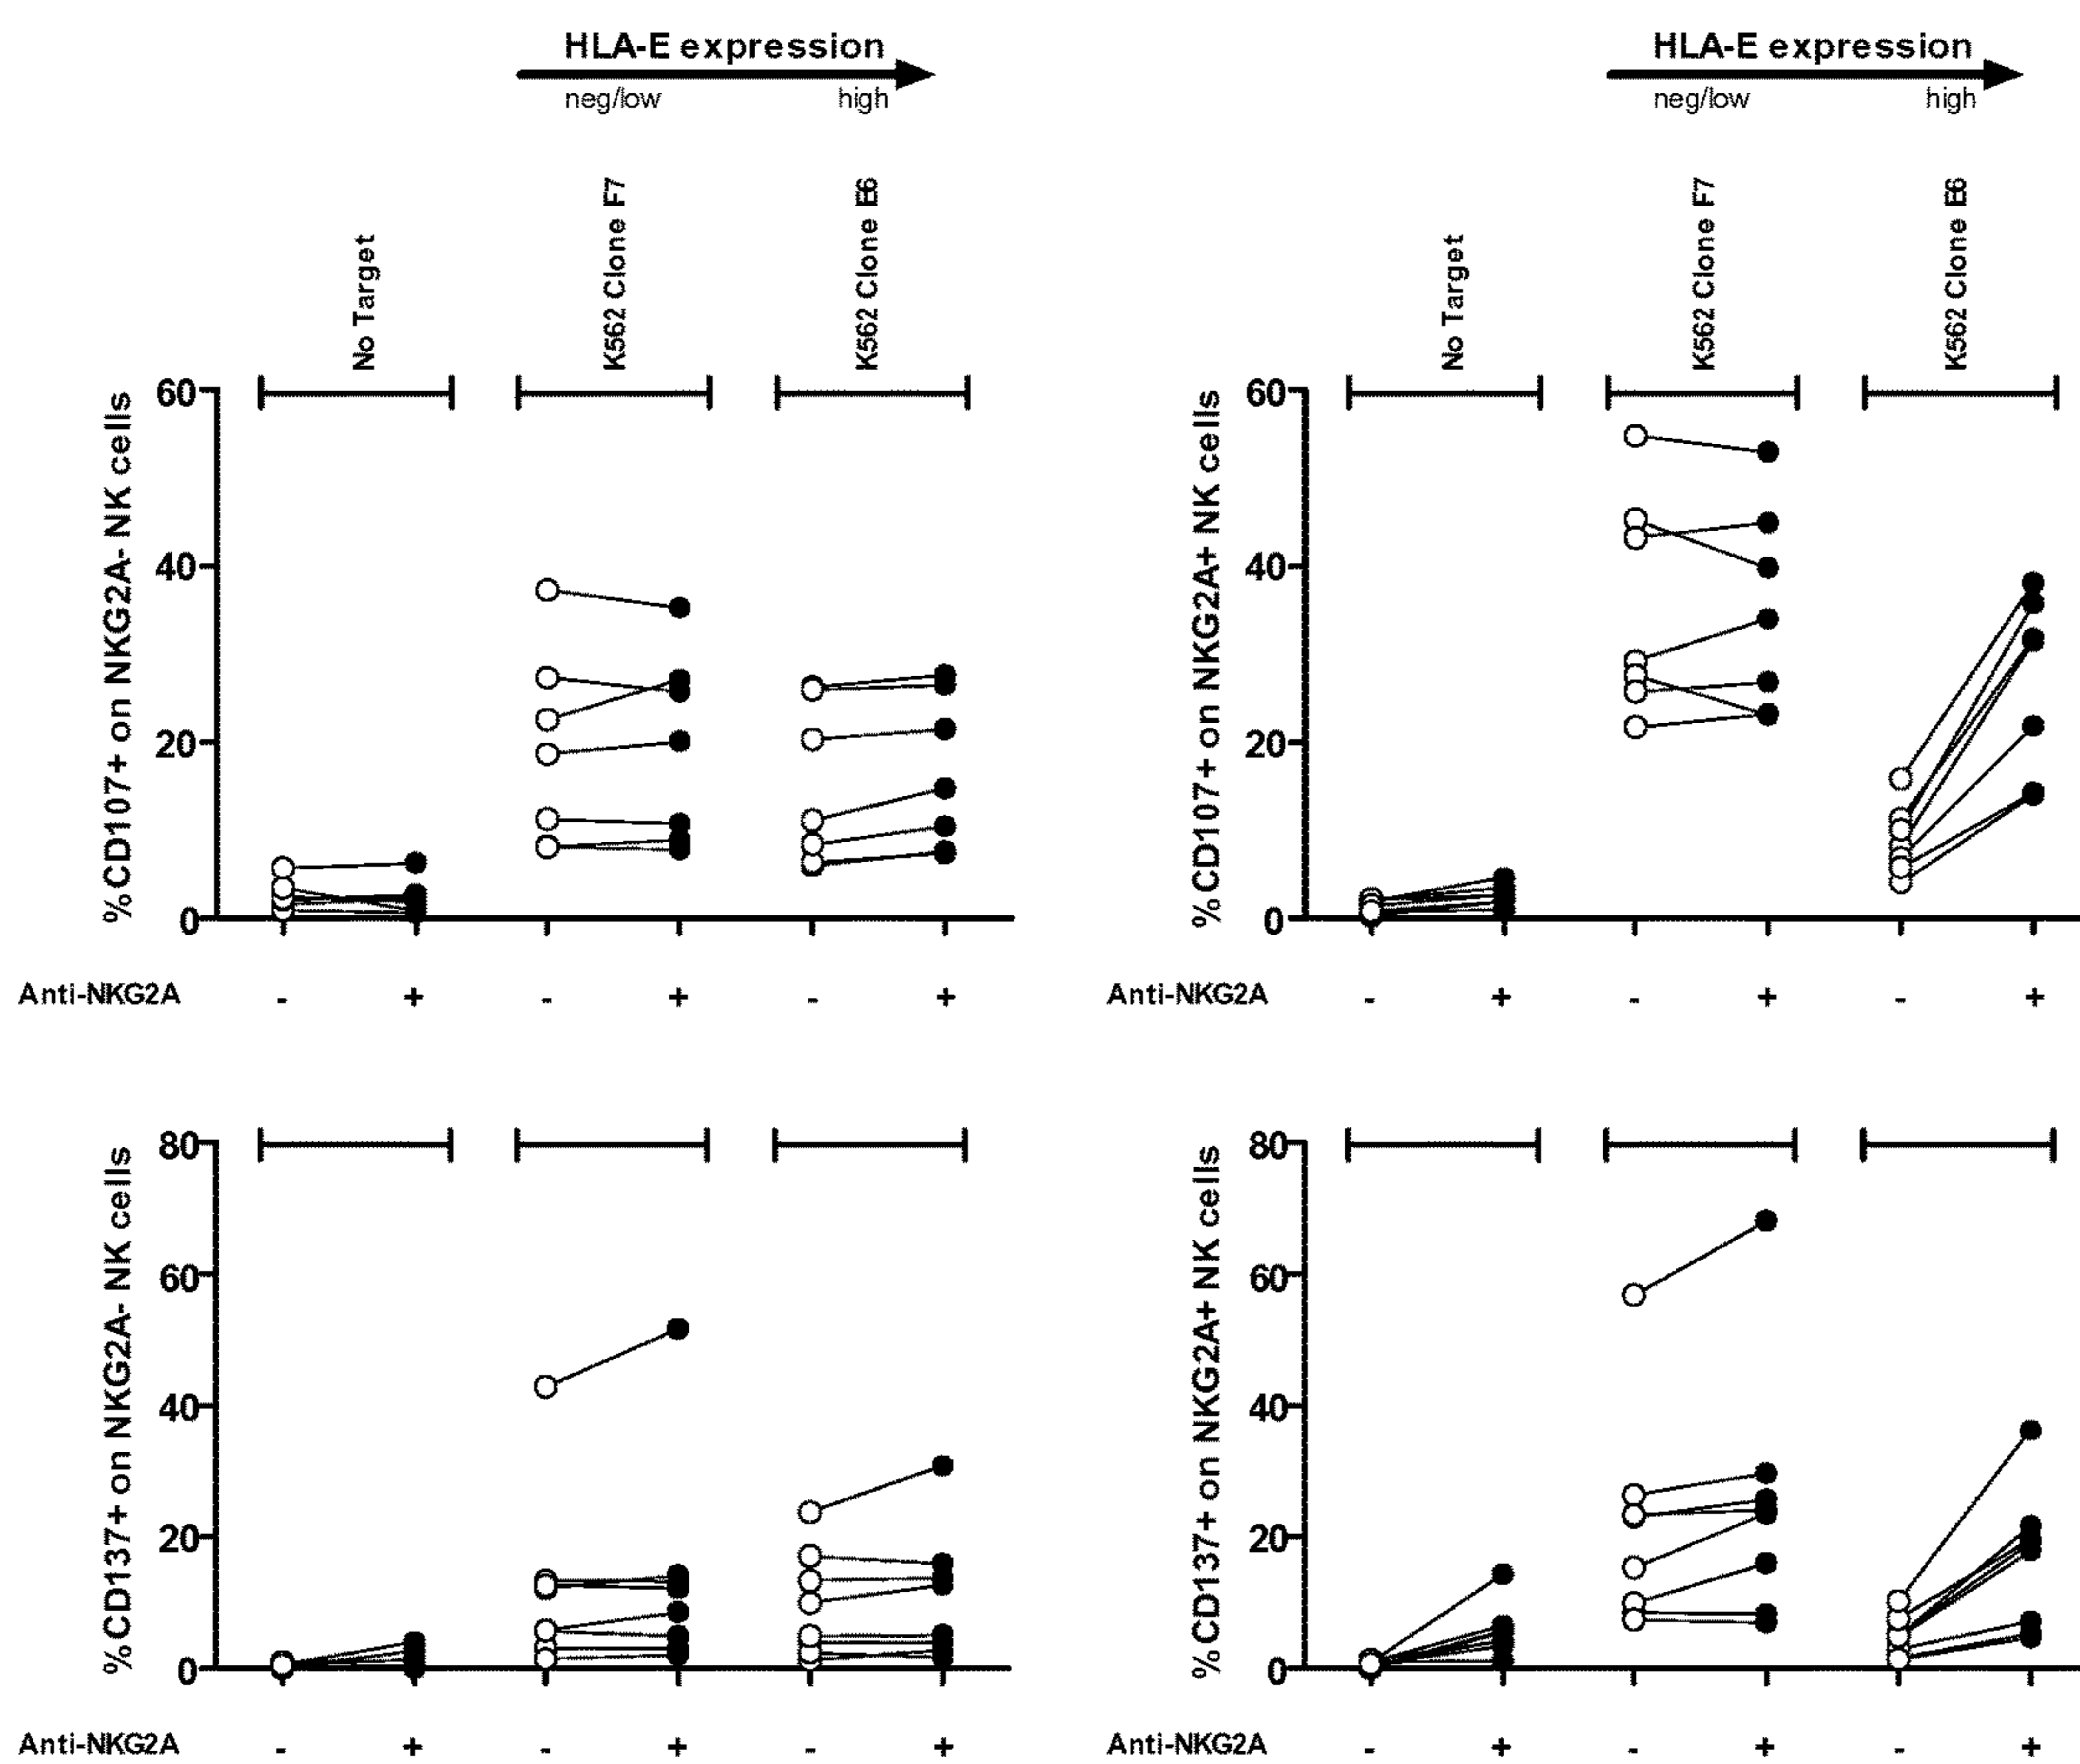 HLA-E expression
neg/low high
No Target
K562 Clone F7
K562 Clone E6
%CD107+ on NKG2A- NK cells
60
40
20
0
Anti-NKG2A - + - + - +
HLA-E expression
neg/low high
No Target
K562 Clone F7
K562 Clone E6
%CD107+ on NKG2A+ NK cells
60
40
20
0
Anti-NKG2A - + - + - +
%CD137+ on NKG2A- NK cells
80
60
40
20
0
Anti-NKG2A - + - + - +
%CD137+ on NKG2A+ NK cells
80
60
40
20
0
Anti-NKG2A - + - + - +